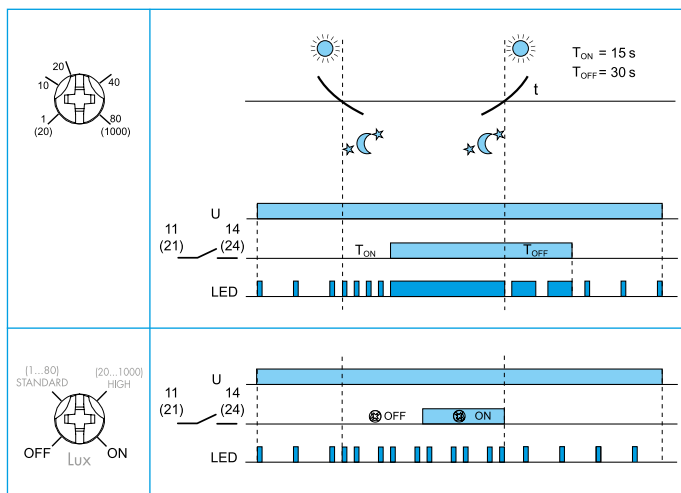 20
10
40
1
(20)
80
(1000)
T_ON = 15 s
T_OFF = 30 s
t
U
11 14
(21) (24)
T_ON T_OFF
LED
(1...80)
STANDARD
(20...1000)
HIGH
OFF
Lux
ON
U
11 14
(21) (24)
OFF ON
LED